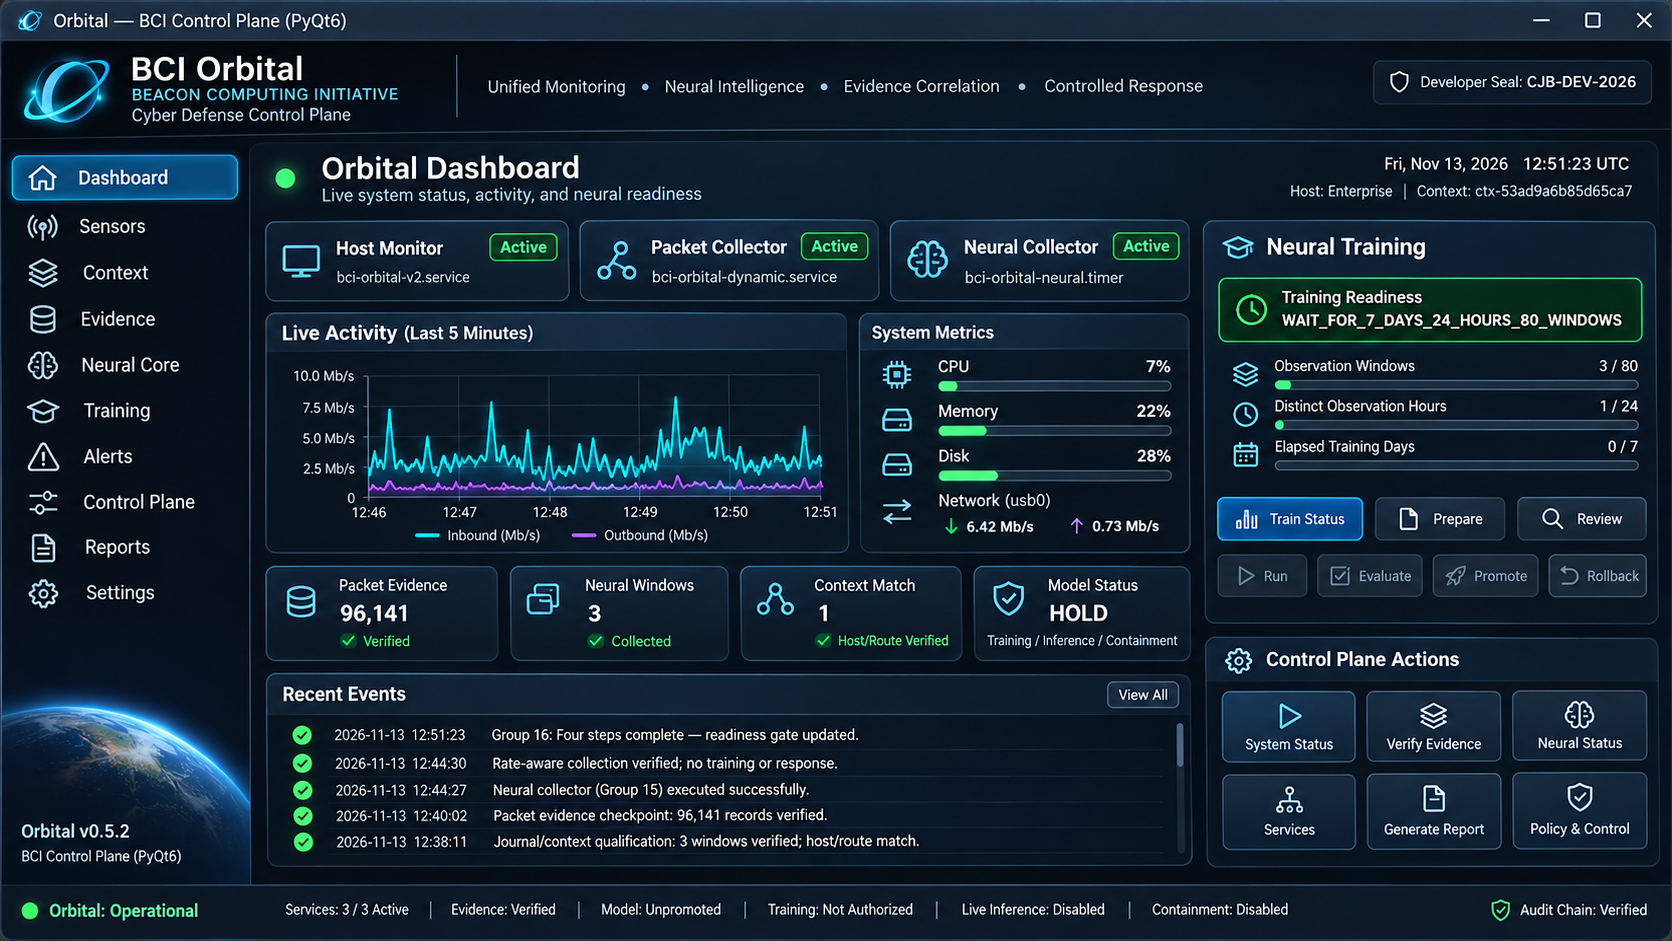 Orbital — BCI Control Plane (PyQt6)
BCI Orbital
BEACON COMPUTING INITIATIVE
Cyber Defense Control Plane
Unified Monitoring • Neural Intelligence • Evidence Correlation • Controlled Response
Developer Seal: CJB-DEV-2026
Dashboard
Sensors
Context
Evidence
Neural Core
Training
Alerts
Control Plane
Reports
Settings
Orbital v0.5.2
BCI Control Plane (PyQt6)
Orbital Dashboard
Live system status, activity, and neural readiness
Fri, Nov 13, 2026 12:51:23 UTC
Host: Enterprise | Context: ctx-53ad9a6b85d65ca7
Host Monitor Active
bci-orbital-v2.service
Packet Collector Active
bci-orbital-dynamic.service
Neural Collector Active
bci-orbital-neural.timer
Live Activity (Last 5 Minutes)
10.0 Mb/s
7.5 Mb/s
5.0 Mb/s
2.5 Mb/s
0
12:46 12:47 12:48 12:49 12:50 12:51
Inbound (Mb/s) Outbound (Mb/s)
System Metrics
CPU 7%
Memory 22%
Disk 28%
Network (usb0)
6.42 Mb/s 0.73 Mb/s
Packet Evidence
96,141
Verified
Neural Windows
3
Collected
Context Match
1
Host/Route Verified
Model Status
HOLD
Training / Inference / Containment
Recent Events View All
2026-11-13 12:51:23 Group 16: Four steps complete — readiness gate updated.
2026-11-13 12:44:30 Rate-aware collection verified; no training or response.
2026-11-13 12:44:27 Neural collector (Group 15) executed successfully.
2026-11-13 12:40:02 Packet evidence checkpoint: 96,141 records verified.
2026-11-13 12:38:11 Journal/context qualification: 3 windows verified; host/route match.
Neural Training
Training Readiness
WAIT_FOR_7_DAYS_24_HOURS_80_WINDOWS
Observation Windows 3 / 80
Distinct Observation Hours 1 / 24
Elapsed Training Days 0 / 7
Train Status Prepare Review
Run Evaluate Promote Rollback
Control Plane Actions
System Status Verify Evidence Neural Status
Services Generate Report Policy & Control
Orbital: Operational
Services: 3 / 3 Active | Evidence: Verified | Model: Unpromoted | Training: Not Authorized | Live Inference: Disabled | Containment: Disabled
Audit Chain: Verified